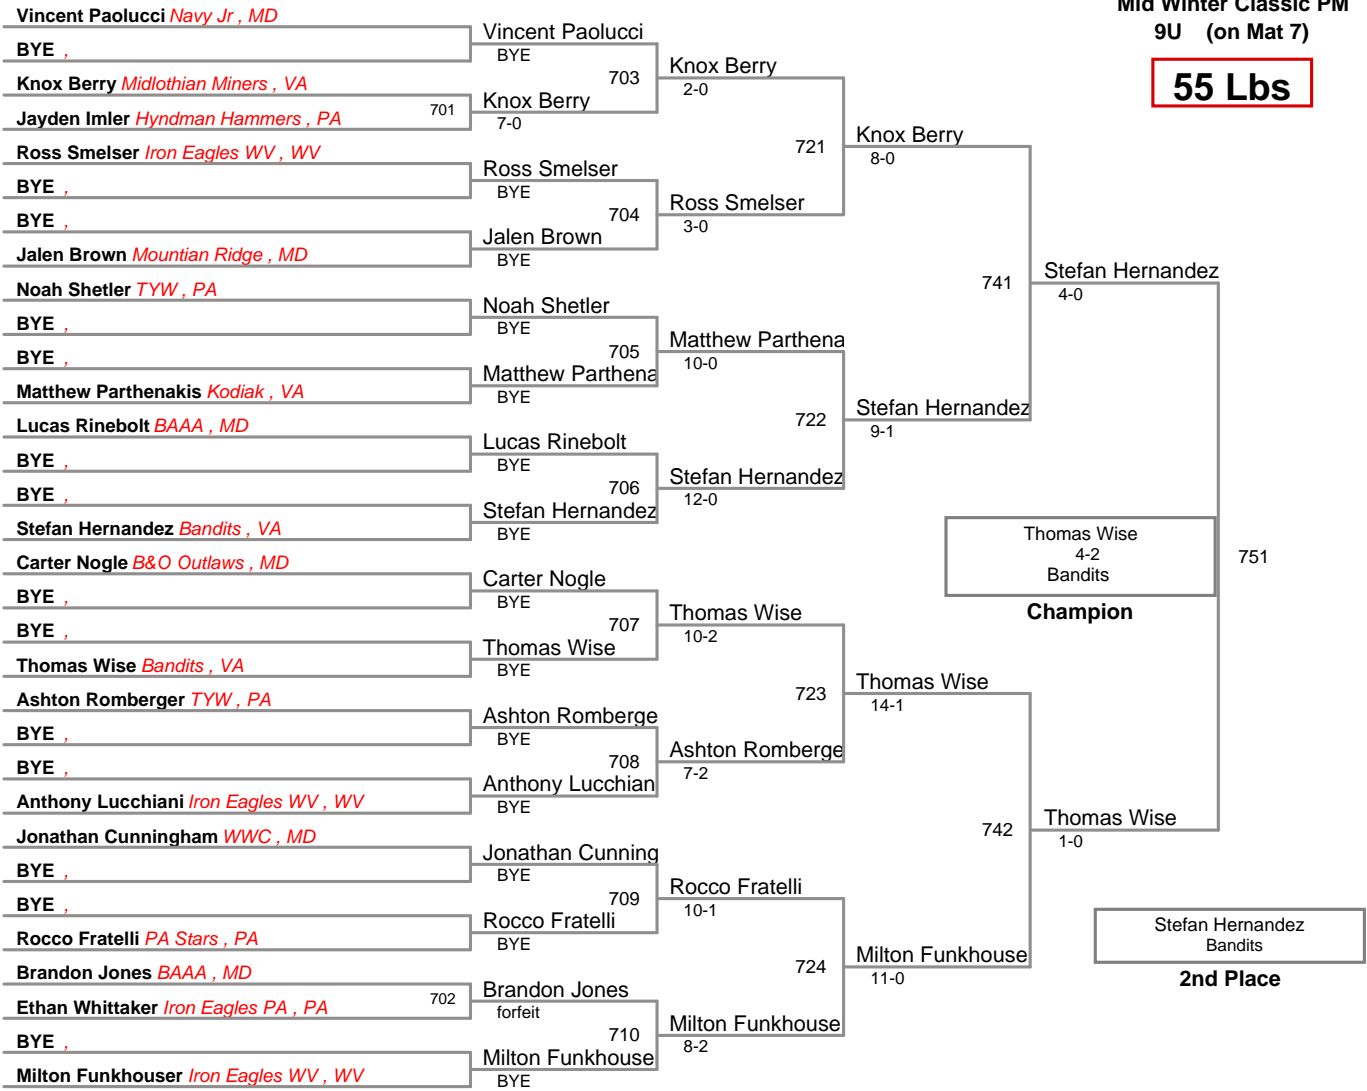 Mid Winter Classic PM
9U (on Mat 7)
55 Lbs
Vincent Paolucci Navy Jr , MD
BYE ,
Knox Berry Midlothian Miners , VA
Jayden Imler Hyndman Hammers , PA
Ross Smelser Iron Eagles WV , WV
BYE ,
BYE ,
Jalen Brown Mountian Ridge , MD
Noah Shetler TYW , PA
BYE ,
BYE ,
Matthew Parthenakis Kodiak , VA
Lucas Rinebolt BAAA , MD
BYE ,
BYE ,
Stefan Hernandez Bandits , VA
Carter Nogle B&O Outlaws , MD
BYE ,
BYE ,
Thomas Wise Bandits , VA
Ashton Romberger TYW , PA
BYE ,
BYE ,
Anthony Lucchiani Iron Eagles WV , WV
Jonathan Cunningham WWC , MD
BYE ,
BYE ,
Rocco Fratelli PA Stars , PA
Brandon Jones BAAA , MD
Ethan Whittaker Iron Eagles PA , PA
BYE ,
Milton Funkhouser Iron Eagles WV , WV
701
702
Vincent Paolucci
BYE
703
Knox Berry
7-0
Ross Smelser
BYE
704
Jalen Brown
BYE
Noah Shetler
BYE
705
Matthew Parthena
BYE
Lucas Rinebolt
BYE
706
Stefan Hernandez
BYE
Carter Nogle
BYE
707
Thomas Wise
BYE
Ashton Romberge
BYE
708
Anthony Lucchian
BYE
Jonathan Cunning
BYE
709
Rocco Fratelli
BYE
Brandon Jones
forfeit
710
Milton Funkhouse
BYE
Knox Berry
2-0
721
Ross Smelser
3-0
Matthew Parthena
10-0
722
Stefan Hernandez
12-0
Thomas Wise
10-2
723
Ashton Romberge
7-2
Rocco Fratelli
10-1
724
Milton Funkhouse
8-2
Knox Berry
8-0
741
Stefan Hernandez
9-1
Thomas Wise
14-1
742
Milton Funkhouse
11-0
Stefan Hernandez
4-0
751
Thomas Wise
1-0
Thomas Wise
4-2
Bandits
Champion
Stefan Hernandez
Bandits
2nd Place